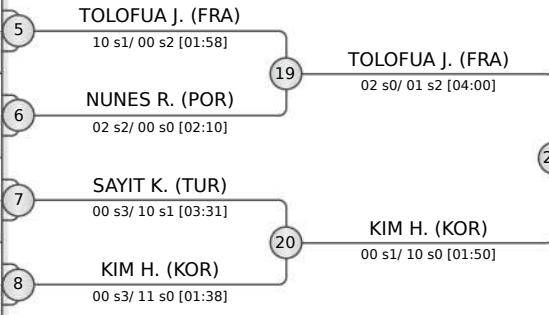 5
TOLOFUA J. (FRA)
10 s1/ 00 s2 [01:58]
19
TOLOFUA J. (FRA)
02 s0/ 01 s2 [04:00]
6
NUNES R. (POR)
02 s2/ 00 s0 [02:10]
7
SAYIT K. (TUR)
00 s3/ 10 s1 [03:31]
20
KIM H. (KOR)
00 s1/ 10 s0 [01:50]
8
KIM H. (KOR)
00 s3/ 11 s0 [01:38]